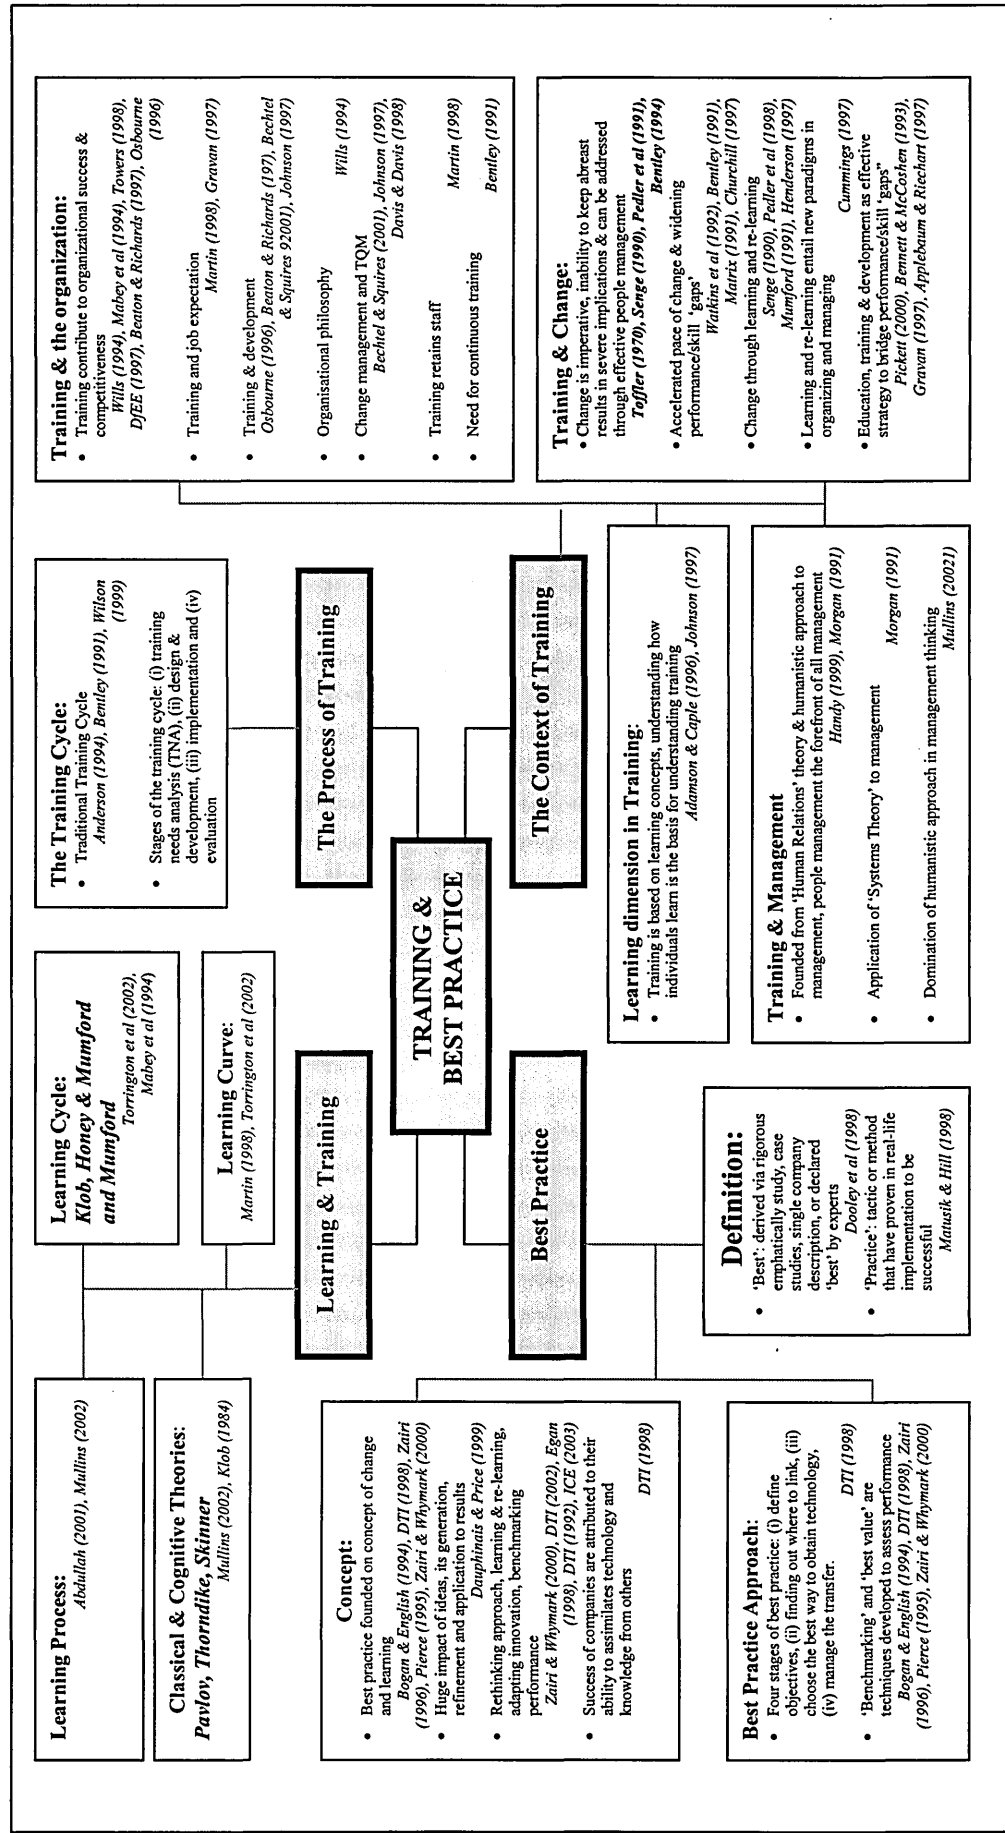 Learning Process:
Abdullah (2001), Mullins (2002)
Classical & Cognitive Theories:
Pavlov, Thorndike, Skinner
Mullins (2002), Klob (1984)
Learning Cycle:
Klob, Honey & Mumford
and Mumford
Torrington et al (2002),
Mabey et al (1994)
Learning Curve:
Martin (1998), Torrington et al (2002)
The Training Cycle:
• Traditional Training Cycle
Anderson (1994), Bentley (1991), Wilson
(1999)
• Stages of the training cycle: (i) training
needs analysis (TNA), (ii) design &
development, (iii) implementation and (iv)
evaluation
Training & the organization:
• Training contribute to organizational success &
competitiveness
Wills (1994), Mabey et al (1994), Towers (1998),
DfEE (1997), Beaton & Richards (1997), Osbourne
(1996)
• Training and job expectation
Martin (1998), Gravan (1997)
• Training & development
Osbourne (1996), Beaton & Richards (197), Bechtel
& Squires 92001), Johnson (1997)
• Organisational philosophy
Wills (1994)
• Change management and TQM
Bechtel & Squires (2001), Johnson (1997),
Davis & Davis (1998)
• Training retains staff
Martin (1998)
• Need for continuous training
Bentley (1991)
Learning & Training
The Process of Training
TRAINING &
BEST PRACTICE
Best Practice
The Context of Training
Concept:
• Best practice founded on concept of change
and learning
Bogan & English (1994), DTI (1998), Zairi
(1996), Pierce (1995), Zairi & Whymark (2000)
• Huge impact of ideas, its generation,
refinement and application to results
Dauphinais & Price (1999)
• Rethinking approach, learning & re-learning,
adapting innovation, benchmarking
performance
Zairi & Whymark (2000), DTI (2002), Egan
(1998), DTI (1992), ICE (2003)
• Success of companies are attributed to their
ability to assimilates technology and
knowledge from others
DTI (1998)
Best Practice Approach:
• Four stages of best practice: (i) define
objectives, (ii) finding out where to link, (iii)
choose the best way to obtain technology,
(iv) manage the transfer.
DTI (1998)
• 'Benchmarking' and 'best value' are
techniques developed to assess performance
Bogan & English (1994), DTI (1998), Zairi
(1996), Pierce (1995), Zairi & Whymark (2000)
Definition:
• 'Best': derived via rigorous
emphatically study, case
studies, single company
description, or declared
'best' by experts
Dooley et al (1998)
• 'Practice': tactic or method
that have proven in real-life
implementation to be
successful
Matusik & Hill (1998)
Learning dimension in Training:
• Training is based on learning concepts, understanding how
individuals learn is the basis for understanding training
Adamson & Caple (1996), Johnson (1997)
Training & Management
• Founded from 'Human Relations' theory & humanistic approach to
management, people management the forefront of all management
Handy (1999), Morgan (1991)
• Application of 'Systems Theory' to management
Morgan (1991)
• Domination of humanistic approach in management thinking
Mullins (20021)
Training & Change:
• Change is imperative, inability to keep abreast
results in severe implications & can be addressed
through effective people management
Toffler (1970), Senge (1990), Pedler et al (1991),
Bentley (1994)
• Accelerated pace of change & widening
performance/skill 'gaps'
Watkins et al (1992), Bentley (1991),
Matrix (1991), Churchill (1997)
• Change through learning and re-learning
Senge (1990), Pedler et al (1998),
Mumford (1991), Henderson (1997)
• Learning and re-learning entail new paradigms in
organizing and managing
Cummings (1997)
• Education, training & development as effective
strategy to bridge performance/skill 'gaps"
Pickett (2000), Bennett & McCoshen (1993),
Gravan (1997), Applebaum & Riechart (1997)